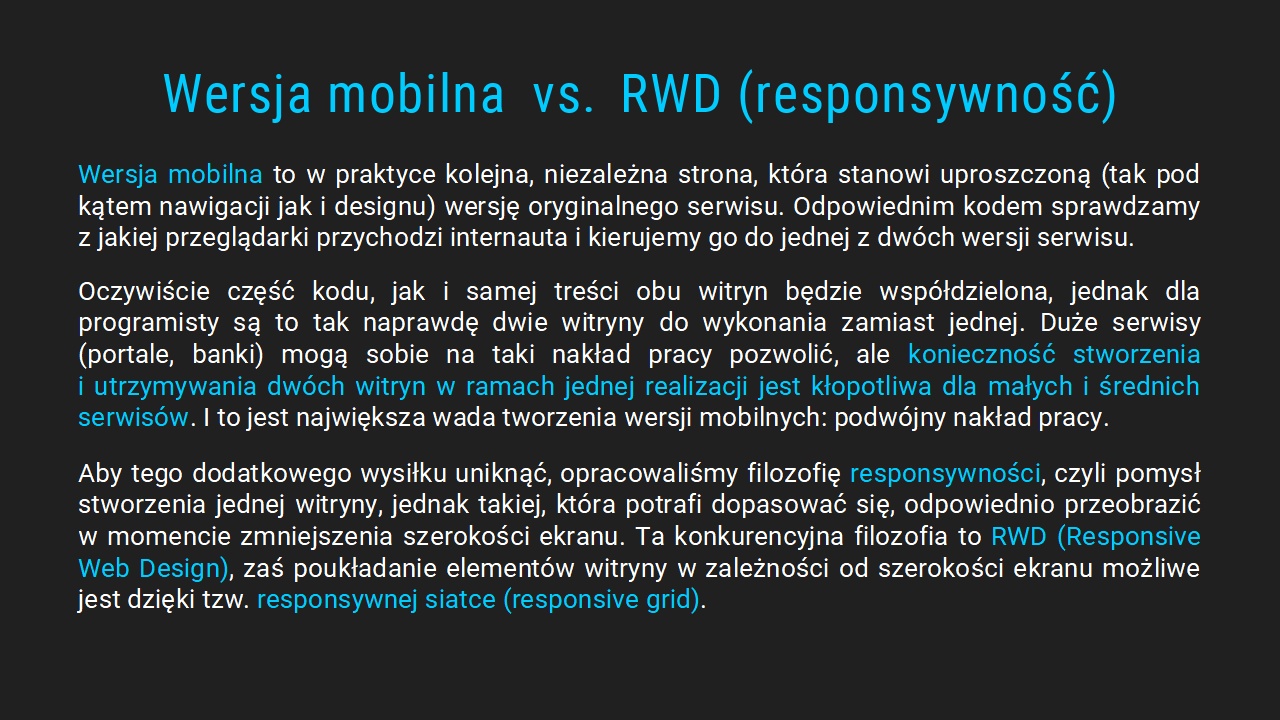 Wersja mobilna vs. RWD (responsywność)
Wersja mobilna to w praktyce kolejna, niezależna strona, która stanowi uproszczoną (tak pod
kątem nawigacji jak i designu) wersję oryginalnego serwisu. Odpowiednim kodem sprawdzamy
z jakiej przeglądarki przychodzi internauta i kierujemy go do jednej z dwóch wersji serwisu.
Oczywiście część kodu, jak i samej treści obu witryn będzie współdzielona, jednak dla
programisty są to tak naprawdę dwie witryny do wykonania zamiast jednej. Duże serwisy
(portale, banki) mogą sobie na taki nakład pracy pozwolić, ale konieczność stworzenia
i utrzymywania dwóch witryn w ramach jednej realizacji jest kłopotliwa dla małych i średnich
serwisów. I to jest największa wada tworzenia wersji mobilnych: podwójny nakład pracy.
Aby tego dodatkowego wysiłku uniknąć, opracowaliśmy filozofię responsywności, czyli pomysł
stworzenia jednej witryny, jednak takiej, która potrafi dopasować się, odpowiednio przeobrazić
w momencie zmniejszenia szerokości ekranu. Ta konkurencyjna filozofia to RWD (Responsive
Web Design), zaś poukładanie elementów witryny w zależności od szerokości ekranu możliwe
jest dzięki tzw. responsywnej siatce (responsive grid).